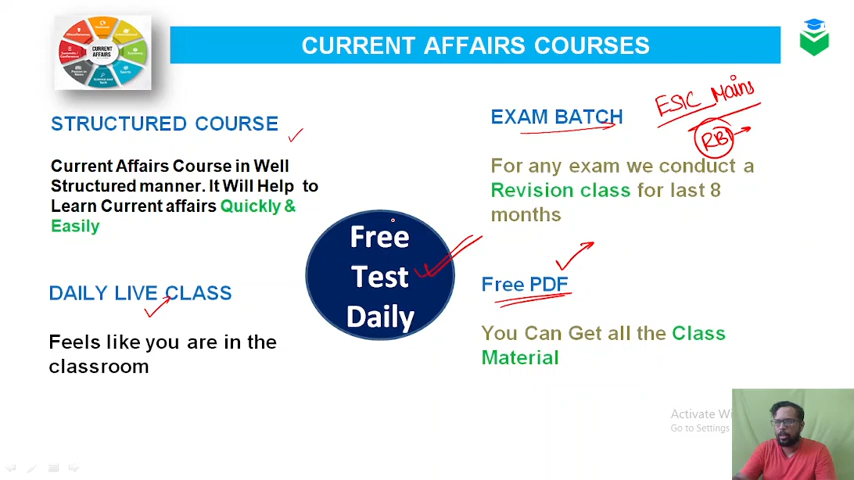 CURRENT AFFAIRS COURSES
CURRENT
AFFAIRS
STRUCTURED COURSE
Current Affairs Course in Well
Structured manner. It Will Help to
Learn Current affairs Quickly &
Easily
EXAM BATCH
ESIC Mains
RBI
For any exam we conduct a
Revision class for last 8
months
Free
Test
Daily
DAILY LIVE CLASS
Feels like you are in the
classroom
Free PDF
You Can Get all the Class
Material
Activate
Go to Settings